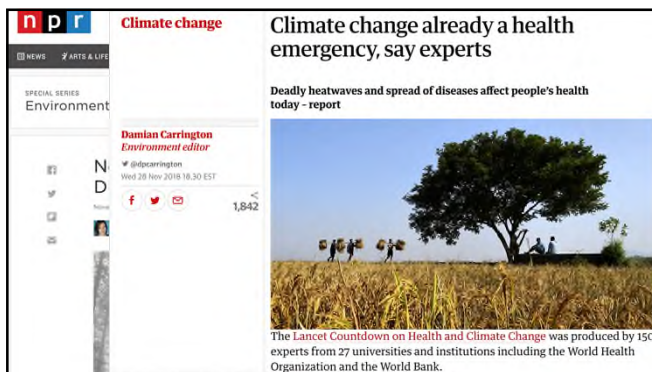 npr
NEWS
ARTS & LIFE
SPECIAL SERIES
Environment
D
Climate change
Damian Carrington
Environment editor
@dpcarrington
Wed 28 Nov 2018 18.30 EST
1,842
Climate change already a health
emergency, say experts
Deadly heatwaves and spread of diseases affect people's health
today – report
The Lancet Countdown on Health and Climate Change was produced by 150
experts from 27 universities and institutions including the World Health
Organization and the World Bank.